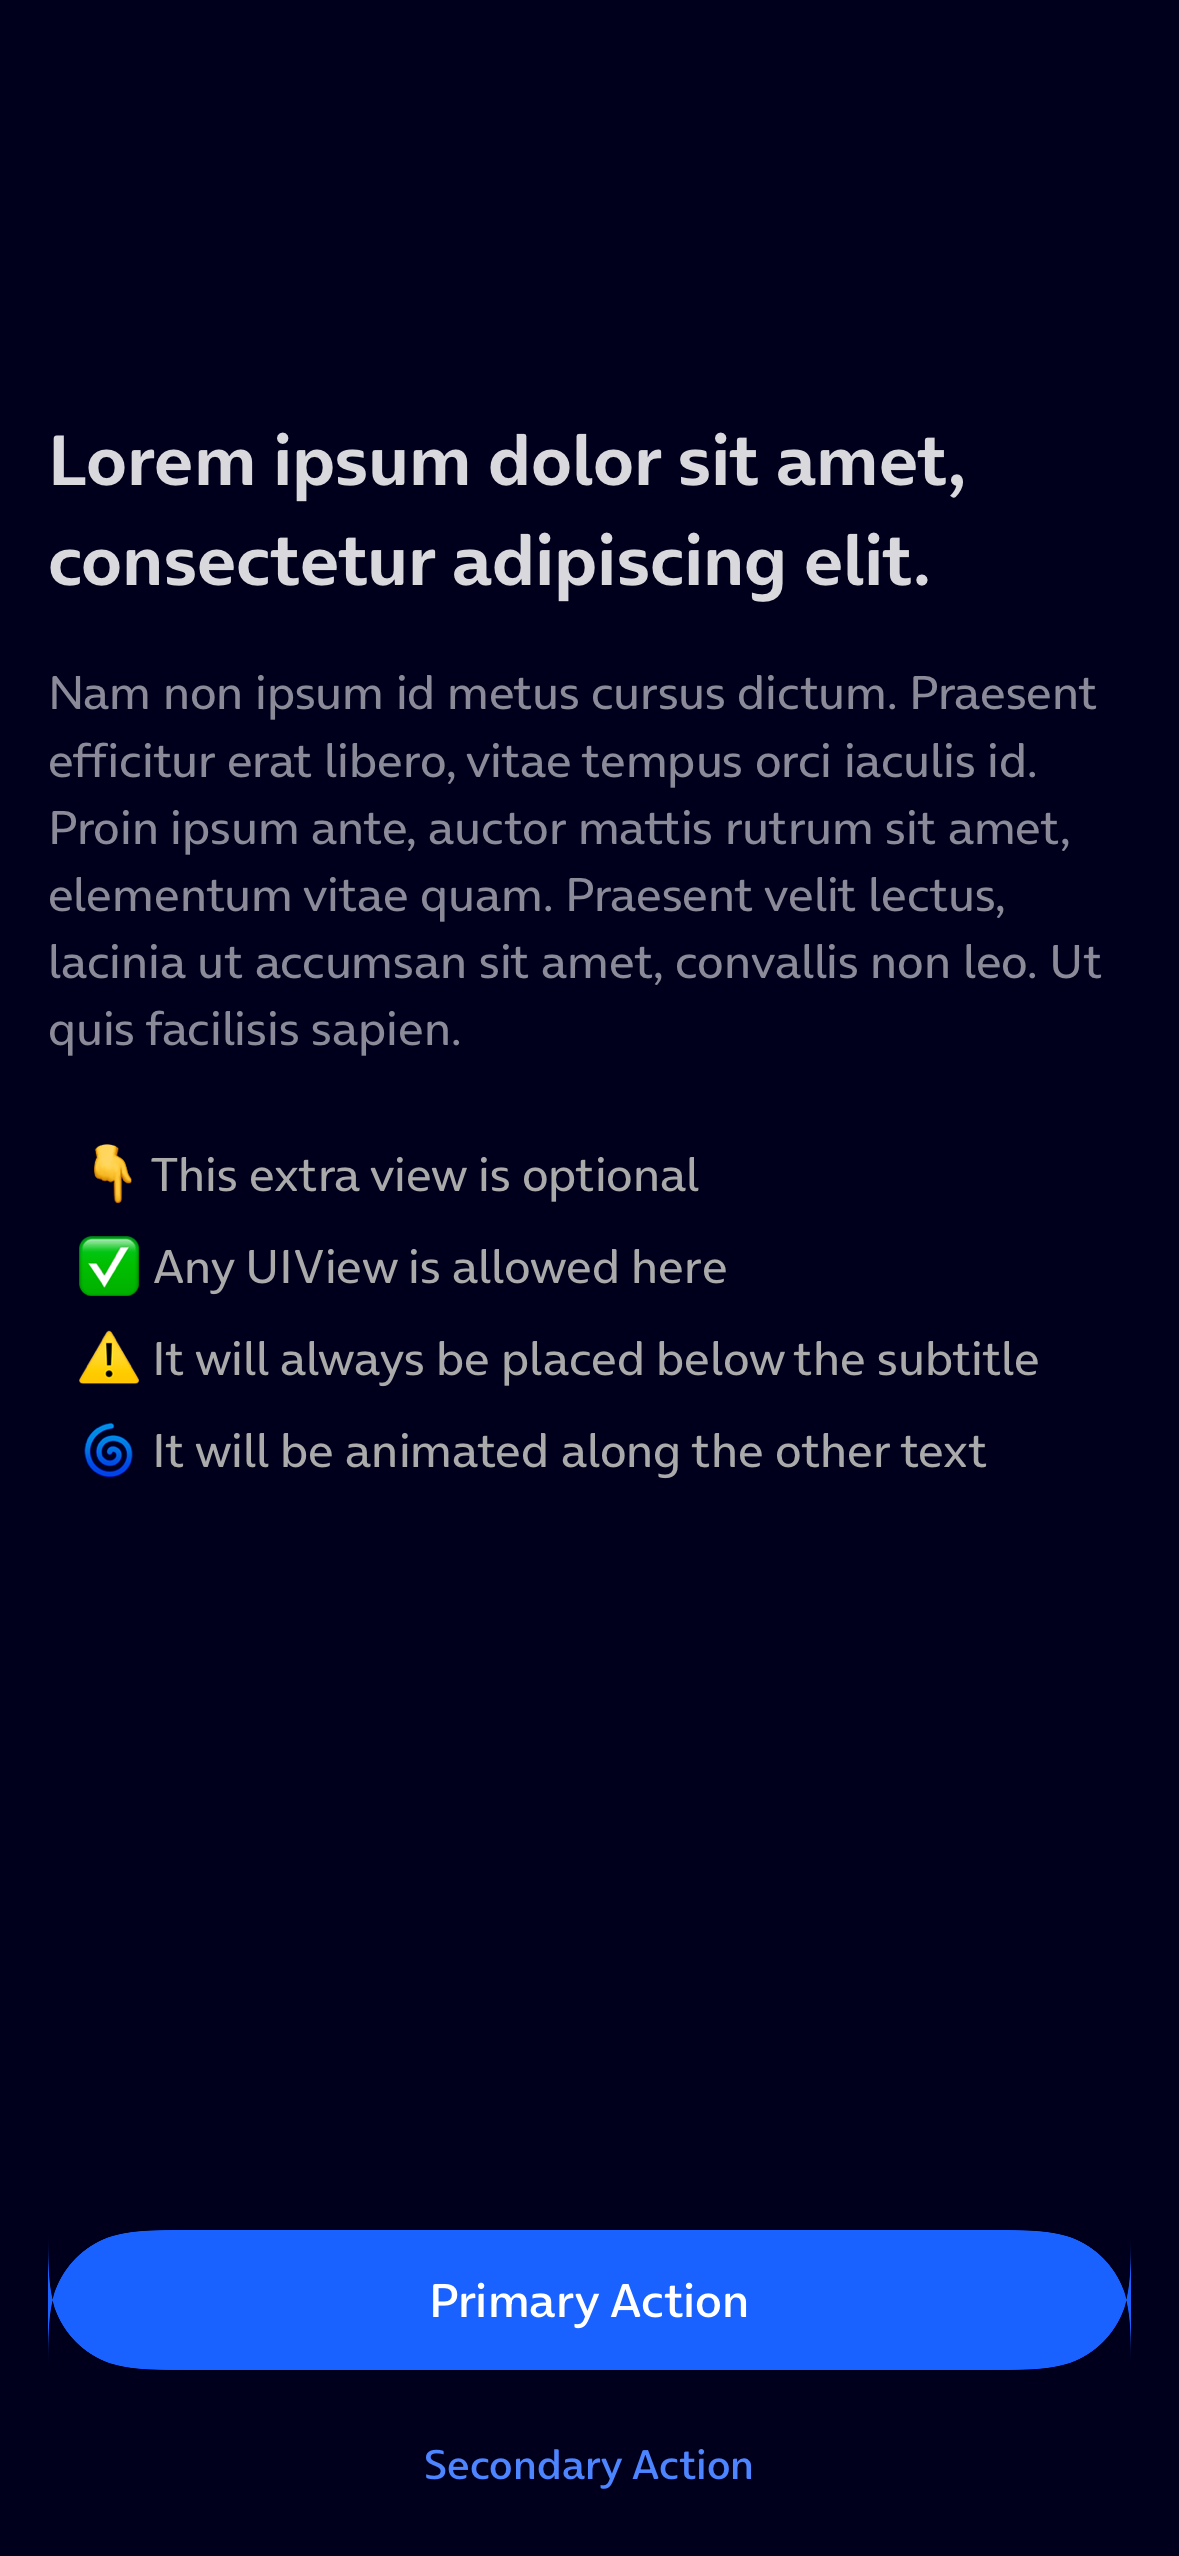 Lorem ipsum dolor sit amet,
consectetur adipiscing elit.
Nam non ipsum id metus cursus dictum. Praesent
efficitur erat libero, vitae tempus orci iaculis id.
Proin ipsum ante, auctor mattis rutrum sit amet,
elementum vitae quam. Praesent velit lectus,
lacinia ut accumsan sit amet, convallis non leo. Ut
quis facilisis sapien.
👇 This extra view is optional
✅ Any UIView is allowed here
⚠️ It will always be placed below the subtitle
🌀 It will be animated along the other text
Primary Action
Secondary Action